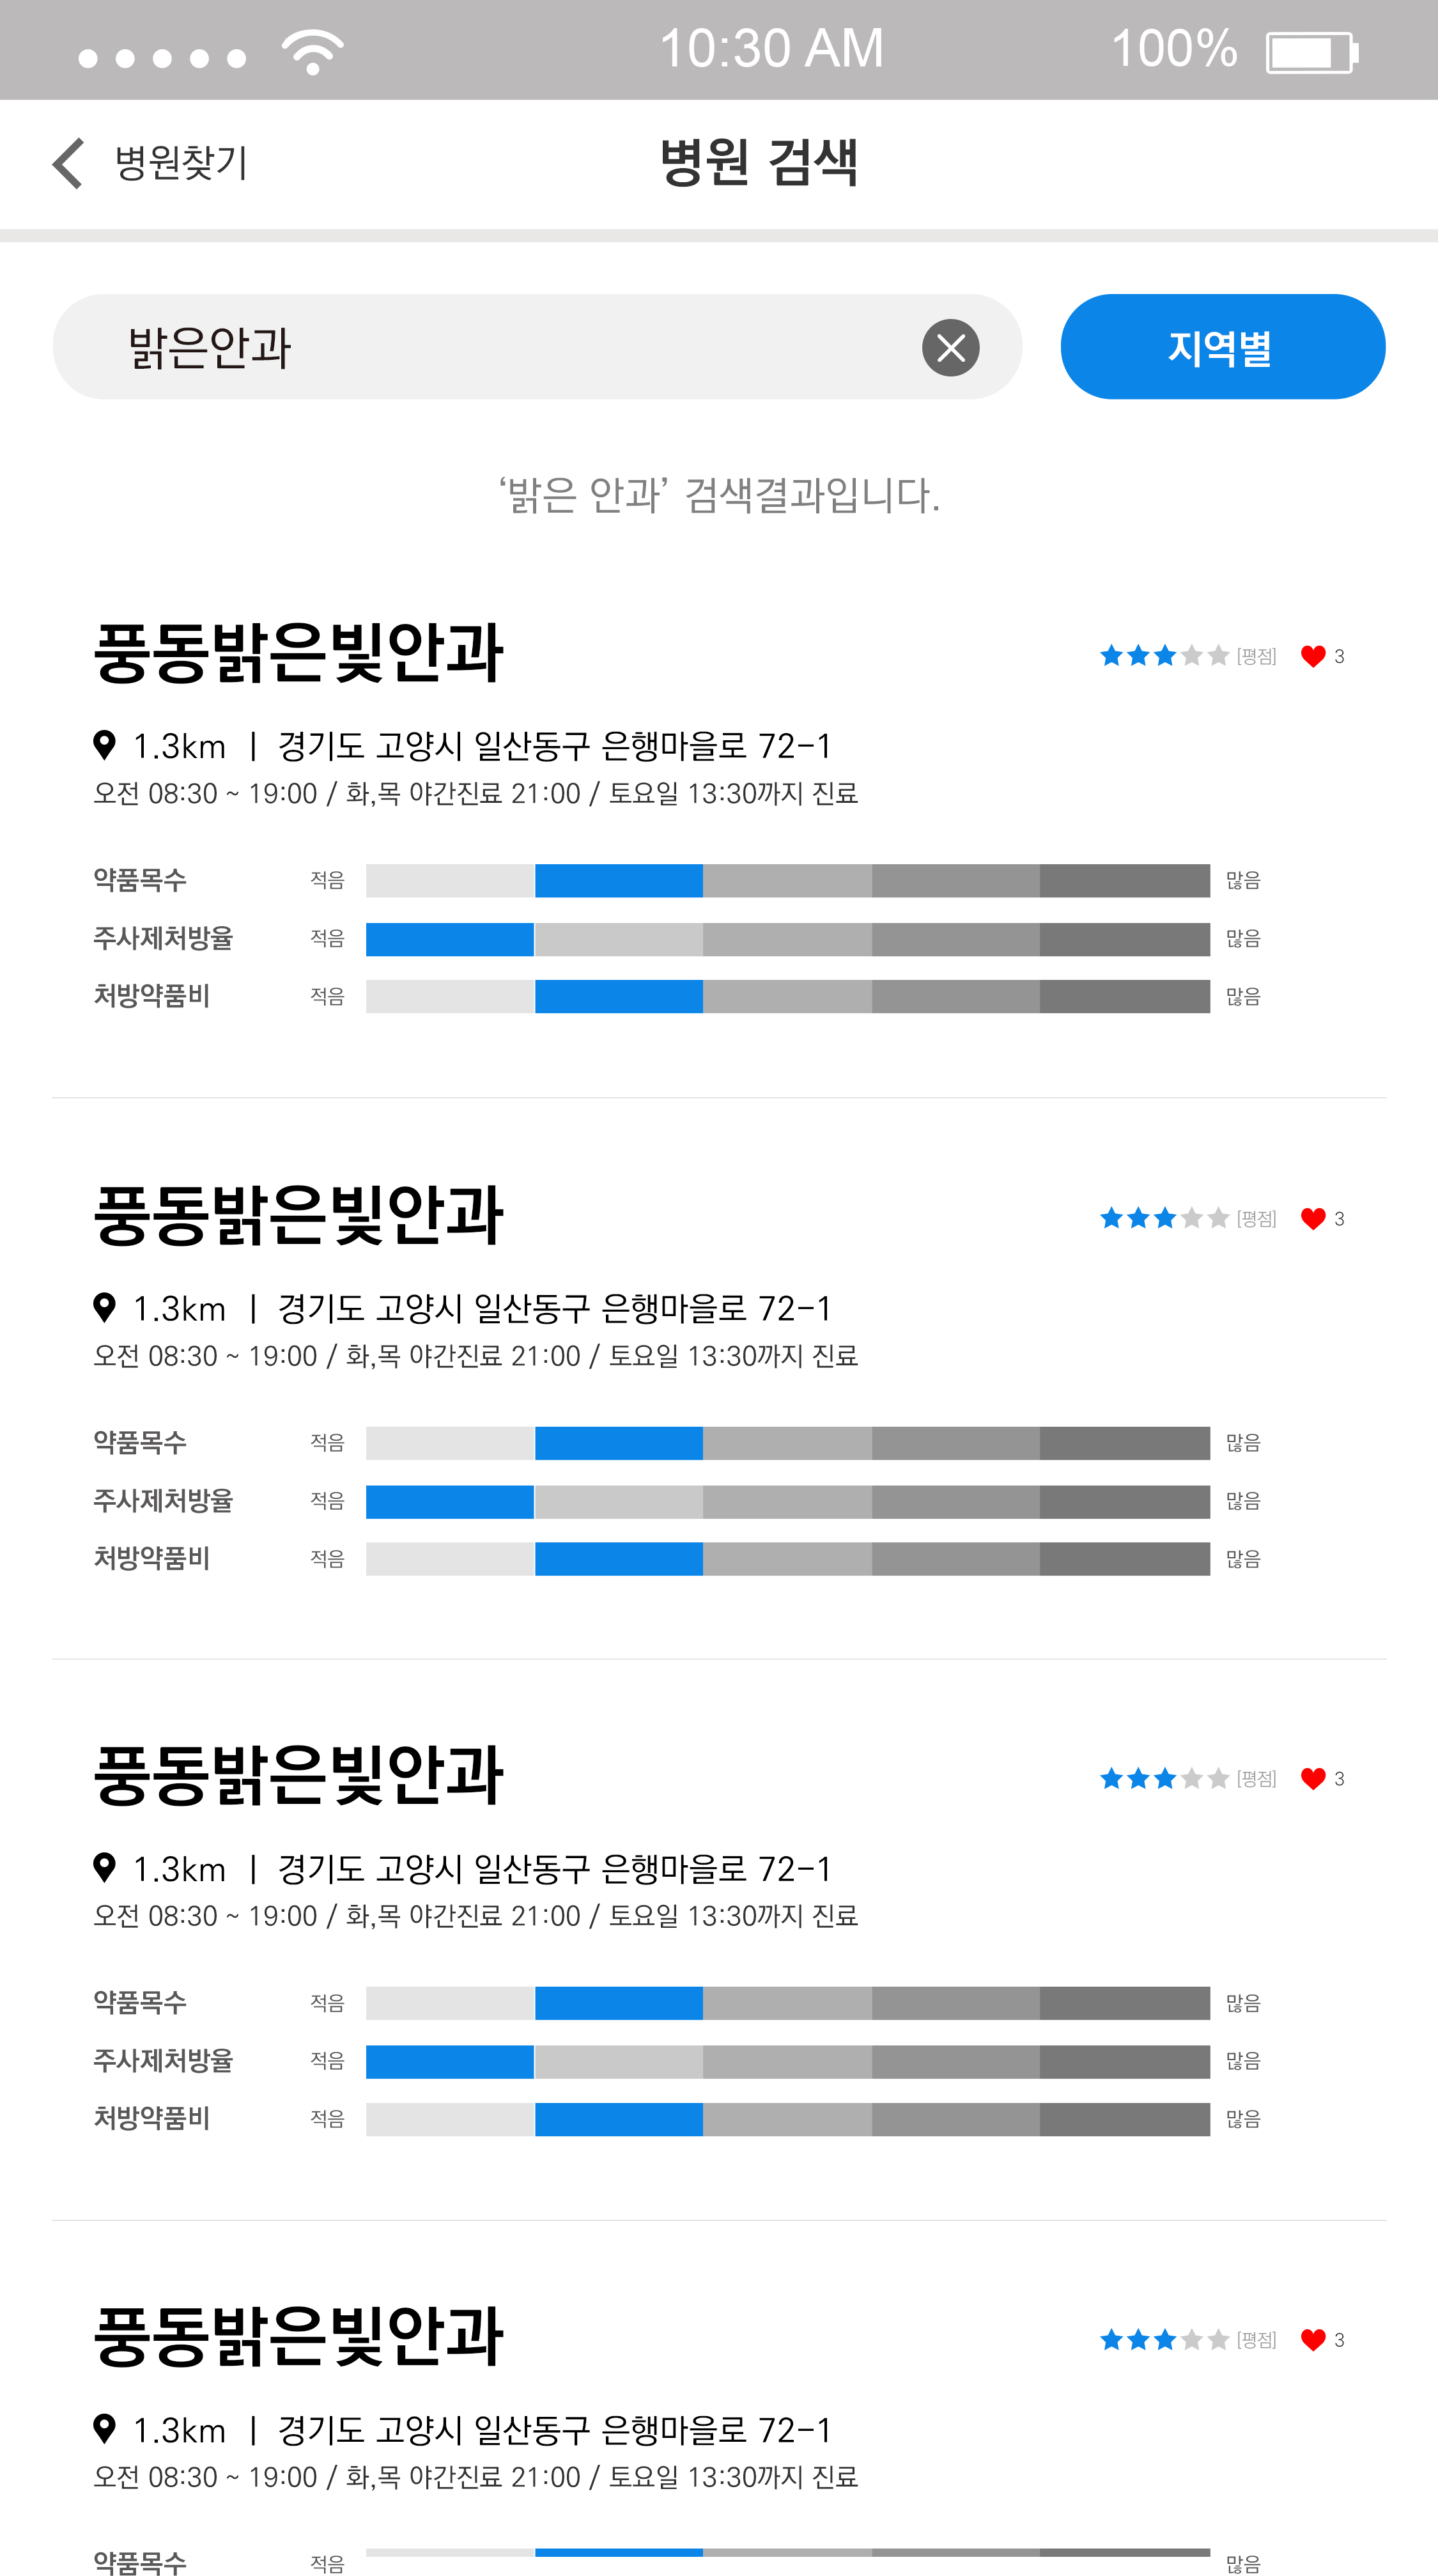 10:30 AM 100%
병원찾기 병원 검색
밝은안과 지역별
‘밝은 안과’ 검색결과입니다.
풍동밝은빛안과 [평점] 3
1.3km | 경기도 고양시 일산동구 은행마을로 72-1
오전 08:30 ~ 19:00 / 화,목 야간진료 21:00 / 토요일 13:30까지 진료
약품목수 적음 많음
주사제처방율 적음 많음
처방약품비 적음 많음
풍동밝은빛안과 [평점] 3
1.3km | 경기도 고양시 일산동구 은행마을로 72-1
오전 08:30 ~ 19:00 / 화,목 야간진료 21:00 / 토요일 13:30까지 진료
약품목수 적음 많음
주사제처방율 적음 많음
처방약품비 적음 많음
풍동밝은빛안과 [평점] 3
1.3km | 경기도 고양시 일산동구 은행마을로 72-1
오전 08:30 ~ 19:00 / 화,목 야간진료 21:00 / 토요일 13:30까지 진료
약품목수 적음 많음
주사제처방율 적음 많음
처방약품비 적음 많음
풍동밝은빛안과 [평점] 3
1.3km | 경기도 고양시 일산동구 은행마을로 72-1
오전 08:30 ~ 19:00 / 화,목 야간진료 21:00 / 토요일 13:30까지 진료
약품목수 적음 많음